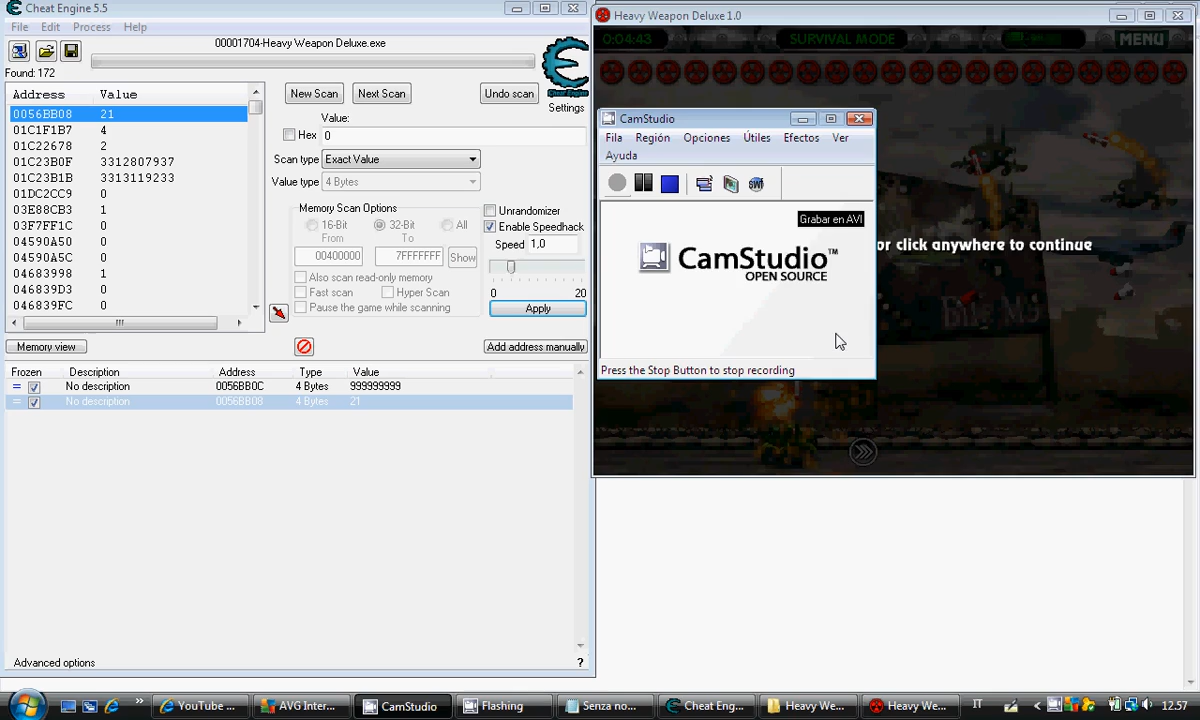 Cheat Engine 5.5
File Edit Process Help
00001704-Heavy Weapon Deluxe.exe
Found: 172
Cheat Engine
Settings
Address Value
0056BB08 21
01C1F1B7 4
01C22678 2
01C23B0F 3312807937
01C23B1B 3313119233
01DC2CC9 0
03E88CB3 1
03F7FF1C 0
04590A50 0
04590A5C 0
04683998 1
046839D3 0
046839FC 0
New Scan Next Scan Undo scan
Value:
Hex 0
Scan type Exact Value
Value type 4 Bytes
Memory Scan Options
16-Bit 32-Bit All
From To
00400000 7FFFFFFF Show
Also scan read-only memory
Fast scan Hyper Scan
Pause the game while scanning
Unrandomizer
Enable Speedhack
Speed 1,0
0 20
Apply
Memory view
Add address manually
Frozen Description Address Type Value
= No description 0056BB0C 4 Bytes 999999999
= No description 0056BB08 4 Bytes 21
Advanced options ?
Heavy Weapon Deluxe 1.0
0:04:43 SURVIVAL MODE MENU
CamStudio
Fila Región Opciones Útiles Efectos Ver
Ayuda
SWF
Grabar en AVI
CamStudio™
OPEN SOURCE
Press the Stop Button to stop recording
or click anywhere to continue
YouTube ... AVG Inter... CamStudio Flashing Senza no... Cheat Eng... Heavy We... Heavy We... IT 12.57